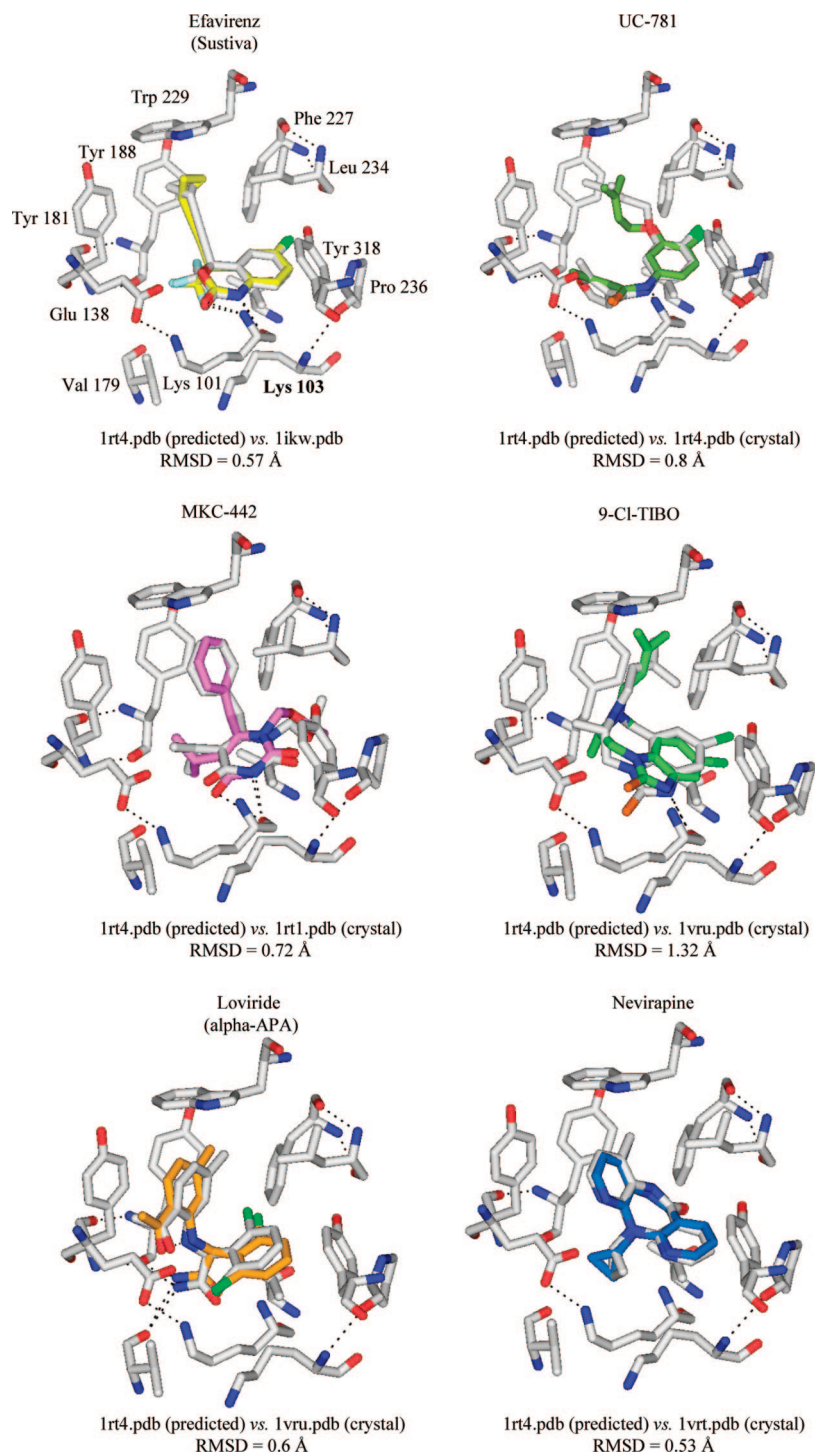 Efavirenz
(Sustiva)
UC-781
Trp 229
Phe 227
Tyr 188
Leu 234
Tyr 181
Tyr 318
Pro 236
Glu 138
Val 179
Lys 101
Lys 103
1rt4.pdb (predicted) vs. 1ikw.pdb
RMSD = 0.57 Å
1rt4.pdb (predicted) vs. 1rt4.pdb (crystal)
RMSD = 0.8 Å
MKC-442
9-Cl-TIBO
1rt4.pdb (predicted) vs. 1rt1.pdb (crystal)
RMSD = 0.72 Å
1rt4.pdb (predicted) vs. 1vru.pdb (crystal)
RMSD = 1.32 Å
Loviride
(alpha-APA)
Nevirapine
1rt4.pdb (predicted) vs. 1vru.pdb (crystal)
RMSD = 0.6 Å
1rt4.pdb (predicted) vs. 1vrt.pdb (crystal)
RMSD = 0.53 Å